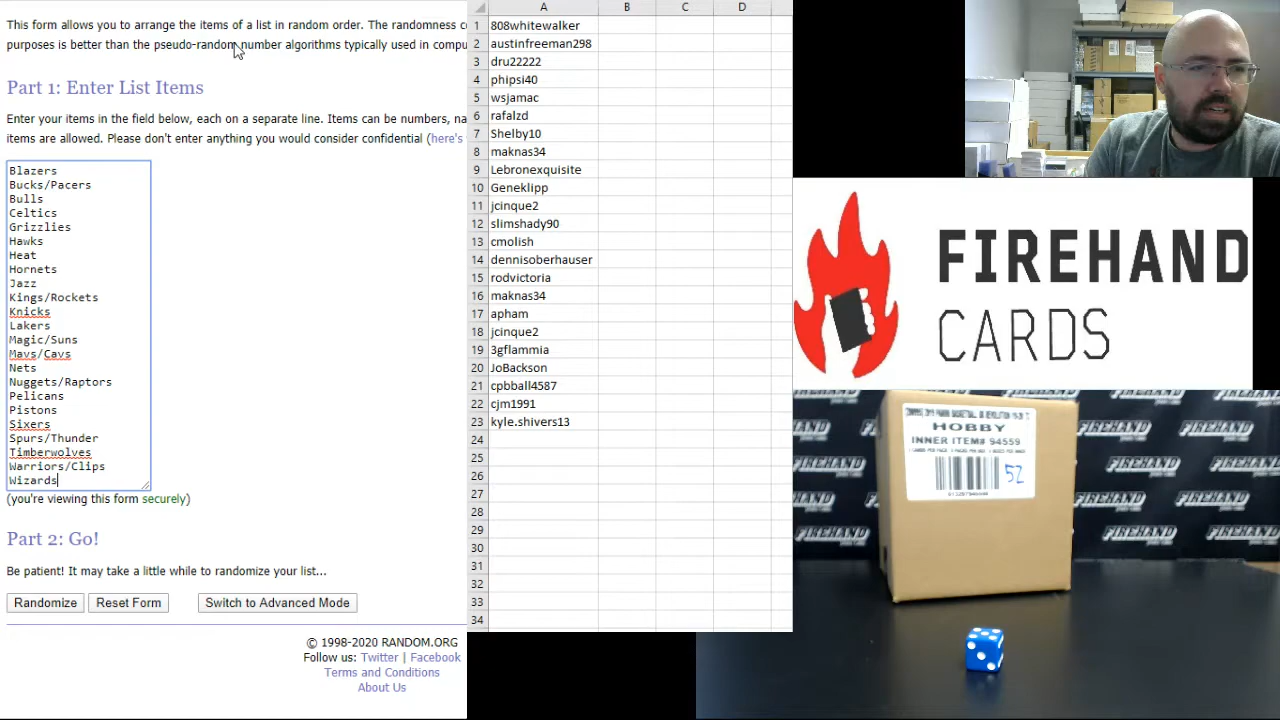 This form allows you to arrange the items of a list in random order. The randomness c
purposes is better than the pseudo-random number algorithms typically used in compu
Part 1: Enter List Items
Enter your items in the field below, each on a separate line. Items can be numbers, na
items are allowed. Please don't enter anything you would consider confidential (here's
Blazers
Bucks/Pacers
Bulls
Celtics
Grizzlies
Hawks
Heat
Hornets
Jazz
Kings/Rockets
Knicks
Lakers
Magic/Suns
Mavs/Cavs
Nets
Nuggets/Raptors
Pelicans
Pistons
Sixers
Spurs/Thunder
Timberwolves
Warriors/Clips
Wizards
(you're viewing this form securely)
Part 2: Go!
Be patient! It may take a little while to randomize your list...
Randomize Reset Form Switch to Advanced Mode
© 1998-2020 RANDOM.ORG
Follow us: Twitter | Facebook
Terms and Conditions
About Us
A B C D
1 808whitewalker
2 austinfreeman298
3 dru22222
4 phipsi40
5 wsjamac
6 rafalzd
7 Shelby10
8 maknas34
9 Lebronexquisite
10 Geneklipp
11 jcinque2
12 slimshady90
13 cmolish
14 dennisoberhauser
15 rodvictoria
16 maknas34
17 apham
18 jcinque2
19 3gflammia
20 JoBackson
21 cpbball4587
22 cjm1991
23 kyle.shivers13
24
25
26
27
28
29
30
31
32
33
34
FIREHAND
CARDS
HOBBY
INNER ITEM# 94559
52
FIREHAND
FIREHAND
FIREHAND
FIREHAND